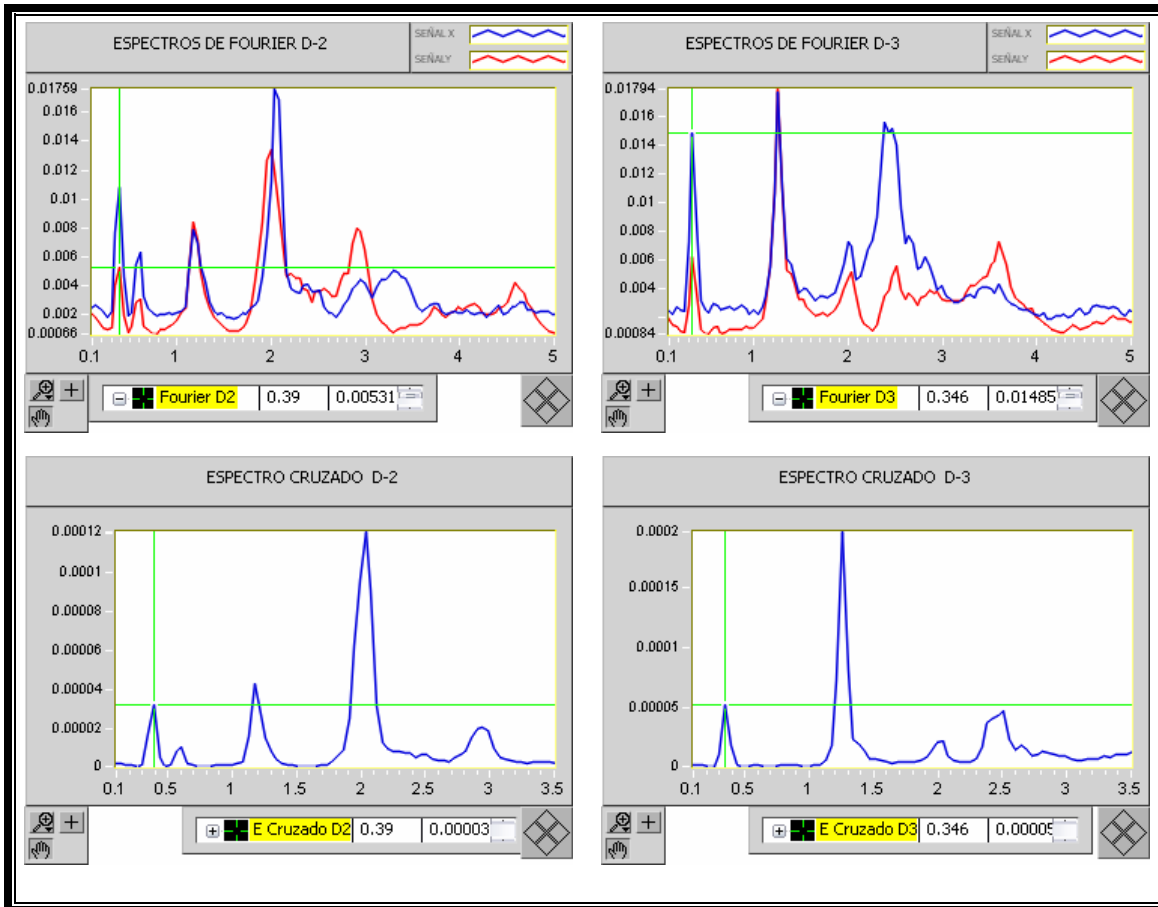 ESPECTROS DE FOURIER D-2
SEÑAL X
SEÑALY
0.01759
0.016
0.014
0.012
0.01
0.008
0.006
0.004
0.002
0.00066
0.1 1 2 3 4 5
Fourier D2 0.39 0.00531
ESPECTROS DE FOURIER D-3
SEÑAL X
SEÑALY
0.01794
0.016
0.014
0.012
0.01
0.008
0.006
0.004
0.00084
0.1 1 2 3 4 5
Fourier D3 0.346 0.01485
ESPECTRO CRUZADO D-2
0.00012
0.0001
0.00008
0.00006
0.00004
0.00002
0
0.1 0.5 1 1.5 2 2.5 3 3.5
E Cruzado D2 0.39 0.00003
ESPECTRO CRUZADO D-3
0.0002
0.00015
0.0001
0.00005
0
0.1 0.5 1 1.5 2 2.5 3 3.5
E Cruzado D3 0.346 0.00005